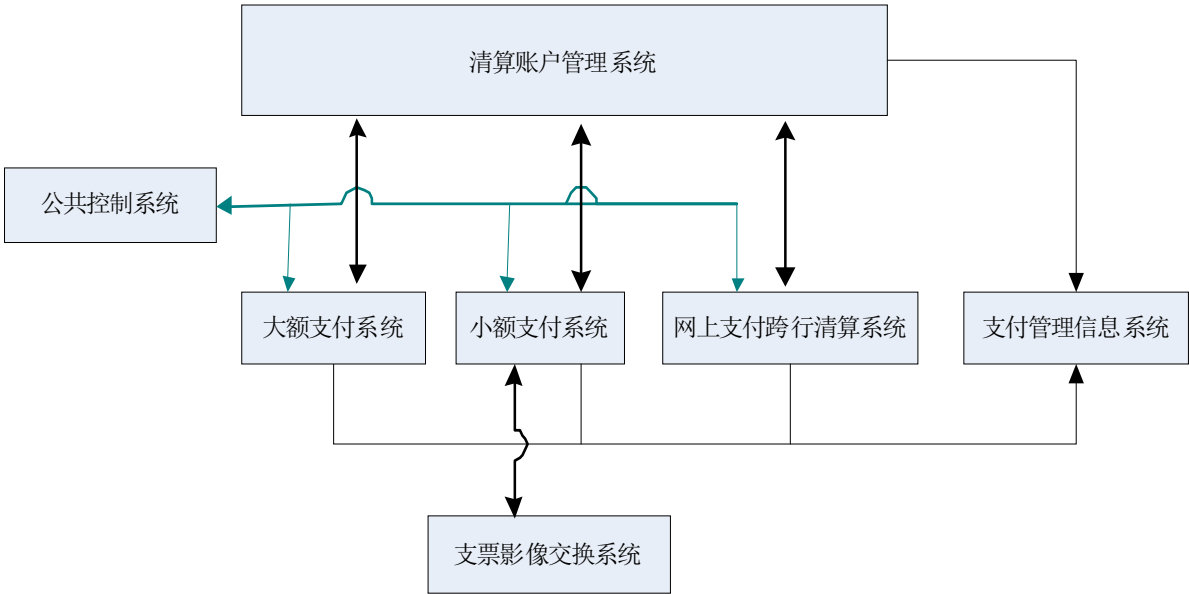 清算账户管理系统
公共控制系统
大额支付系统
小额支付系统
网上支付跨行清算系统
支付管理信息系统
支票影像交换系统